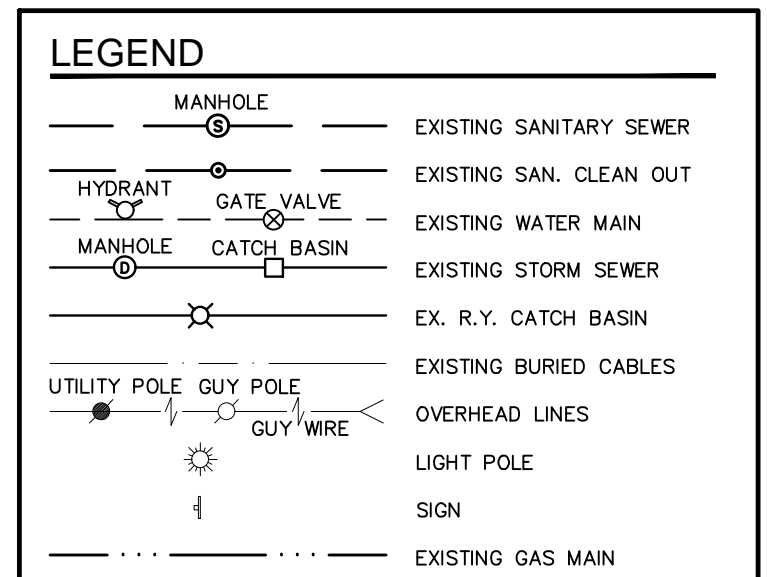 LEGEND
MANHOLE
S EXISTING SANITARY SEWER
EXISTING SAN. CLEAN OUT
HYDRANT GATE VALVE
EXISTING WATER MAIN
MANHOLE CATCH BASIN
D EXISTING STORM SEWER
EX. R.Y. CATCH BASIN
EXISTING BURIED CABLES
UTILITY POLE GUY POLE
OVERHEAD LINES
GUY WIRE
LIGHT POLE
SIGN
EXISTING GAS MAIN